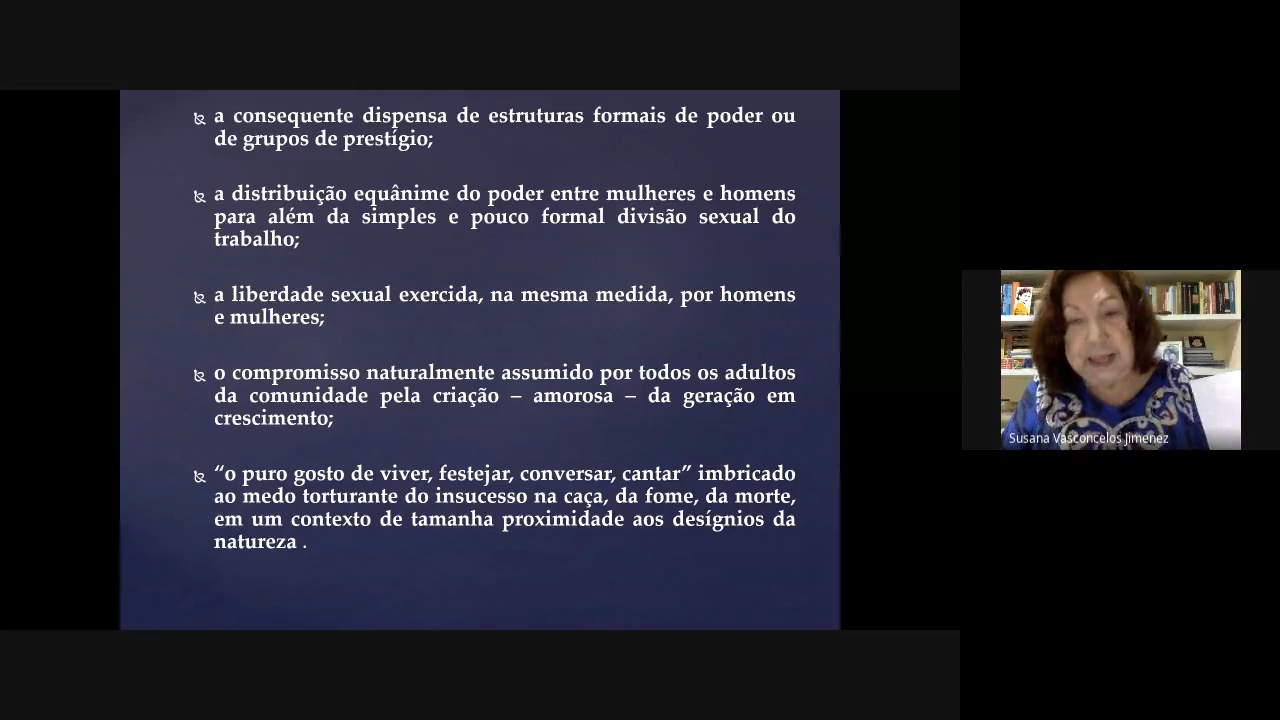 a consequente dispensa de estruturas formais de poder ou
de grupos de prestígio;
a distribuição equânime do poder entre mulheres e homens
para além da simples e pouco formal divisão sexual do
trabalho;
a liberdade sexual exercida, na mesma medida, por homens
e mulheres;
o compromisso naturalmente assumido por todos os adultos
da comunidade pela criação – amorosa – da geração em
crescimento;
“o puro gosto de viver, festejar, conversar, cantar” imbricado
ao medo torturante do insucesso na caça, da fome, da morte,
em um contexto de tamanha proximidade aos desígnios da
natureza .
Susana Vasconcelos Jimenez